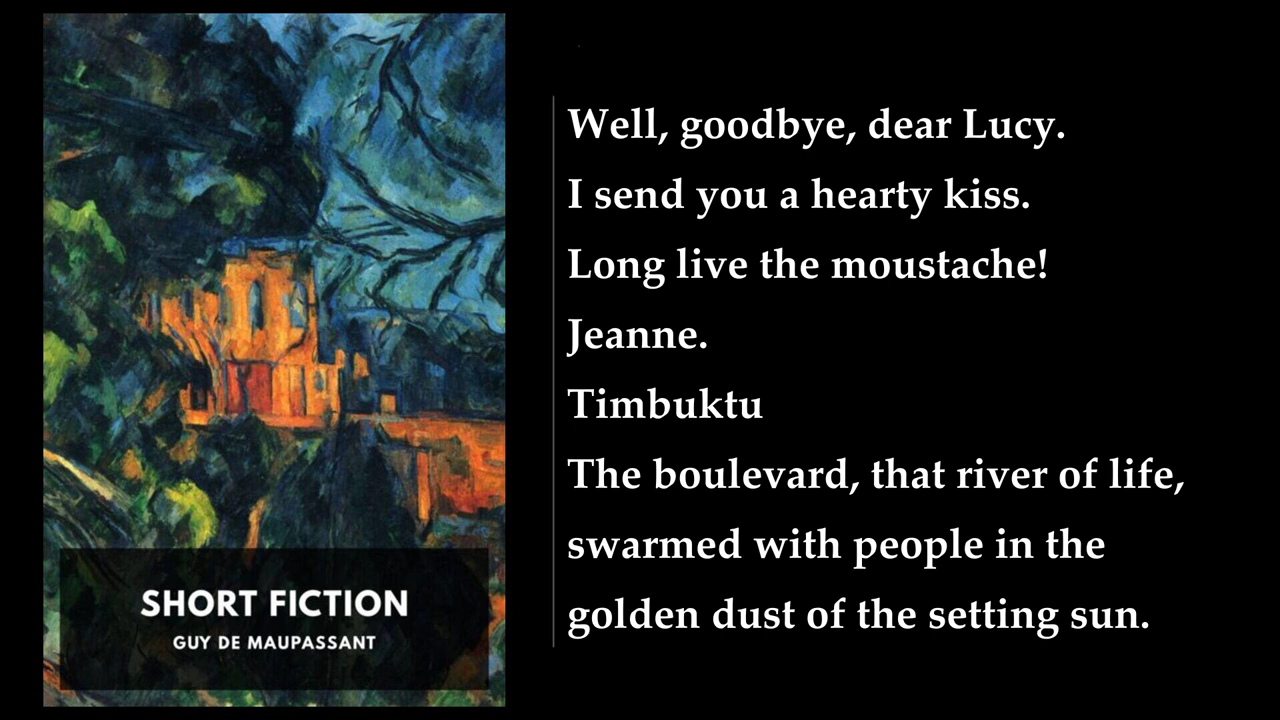 SHORT FICTION
GUY DE MAUPASSANT
Well, goodbye, dear Lucy.
I send you a hearty kiss.
Long live the moustache!
Jeanne.
Timbuktu
The boulevard, that river of life,
swarmed with people in the
golden dust of the setting sun.